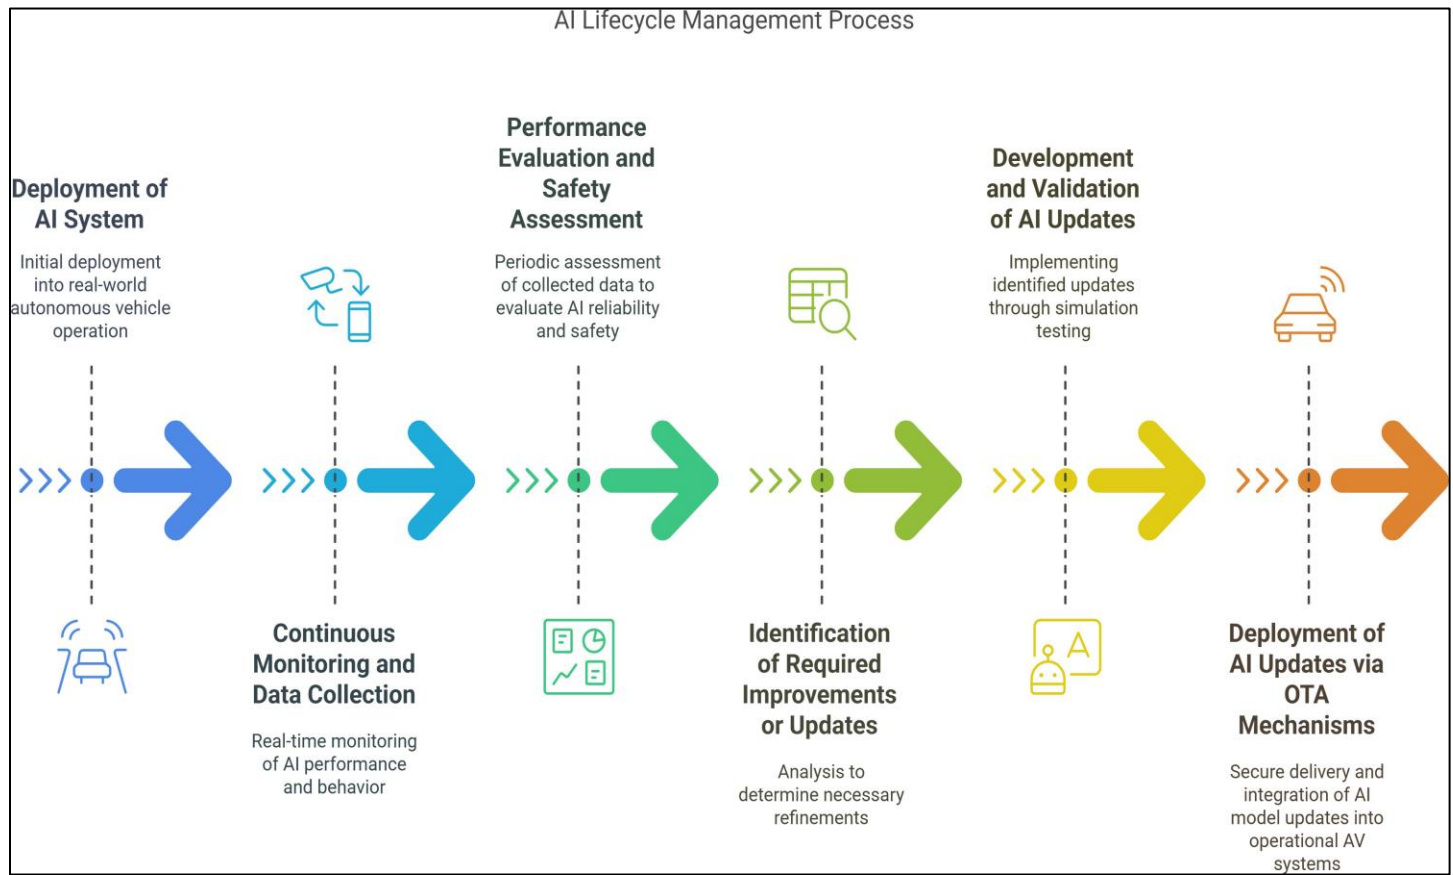 AI Lifecycle Management Process
Deployment of
AI System
Initial deployment
into real-world
autonomous vehicle
operation
Continuous
Monitoring and
Data Collection
Real-time monitoring
of AI performance
and behavior
Performance
Evaluation and
Safety
Assessment
Periodic assessment
of collected data to
evaluate AI reliability
and safety
Identification
of Required
Improvements
or Updates
Analysis to
determine necessary
refinements
Development
and Validation
of AI Updates
Implementing
identified updates
through simulation
testing
A
Deployment of
AI Updates via
OTA
Mechanisms
Secure delivery and
integration of AI
model updates into
operational AV
systems